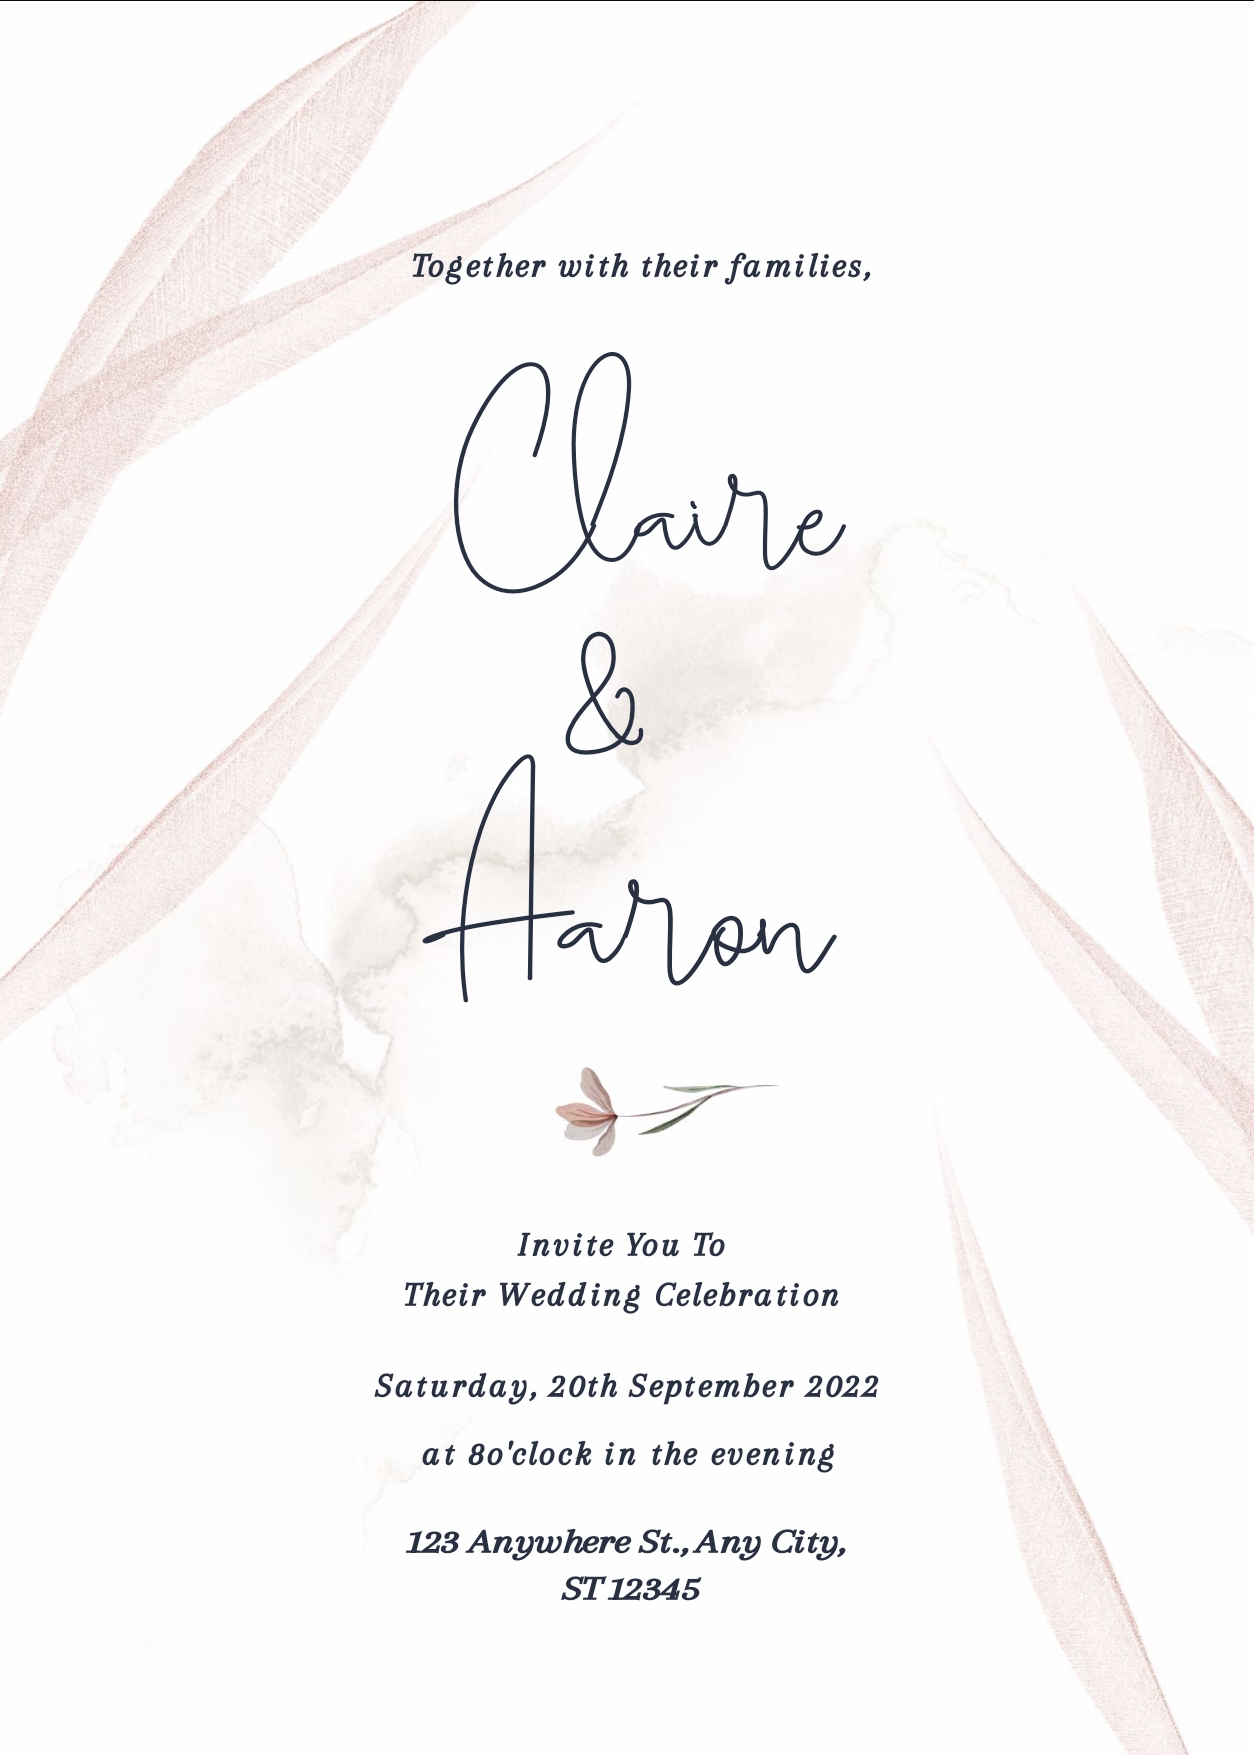 Together with their families,
Claire
&
Aaron
Invite You To
Their Wedding Celebration
Saturday, 20th September 2022
at 8o'clock in the evening
123 Anywhere St., Any City,
ST 12345